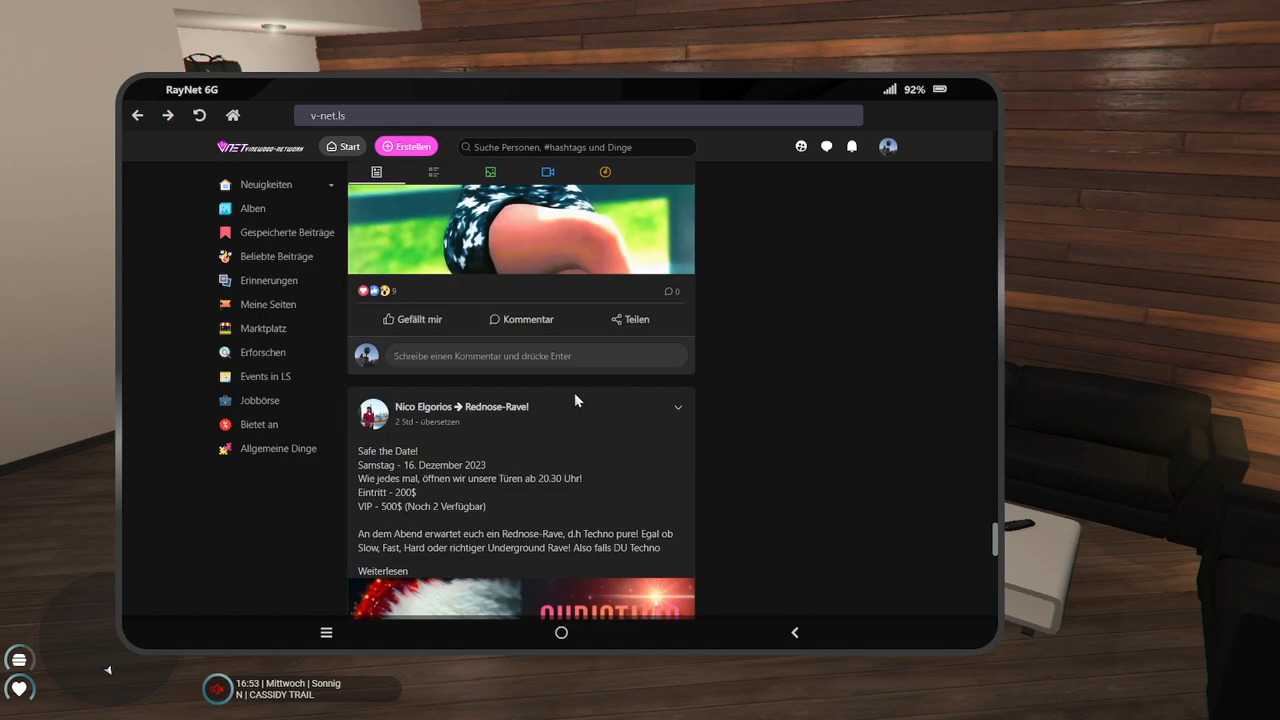 RayNet 6G
92%
v-net.ls
VNET VINEWOOD-NETWORK
Start
Erstellen
Suche Personen, #hashtags und Dinge
Neuigkeiten
Alben
Gespeicherte Beiträge
Beliebte Beiträge
Erinnerungen
Meine Seiten
Marktplatz
Erforschen
Events in LS
Jobbörse
Bietet an
Allgemeine Dinge
9
0
Gefällt mir
Kommentar
Teilen
Schreibe einen Kommentar und drücke Enter
Nico Elgorios → Rednose-Rave!
2 Std - übersetzen
Safe the Date!
Samstag - 16. Dezember 2023
Wie jedes mal, öffnen wir unsere Türen ab 20.30 Uhr!
Eintritt - 200$
VIP - 500$ (Noch 2 Verfügbar)
An dem Abend erwartet euch ein Rednose-Rave, d.h Techno pure! Egal ob
Slow, Fast, Hard oder richtiger Underground Rave! Also falls DU Techno
Weiterlesen
16:53 | Mittwoch | Sonnig
N | CASSIDY TRAIL